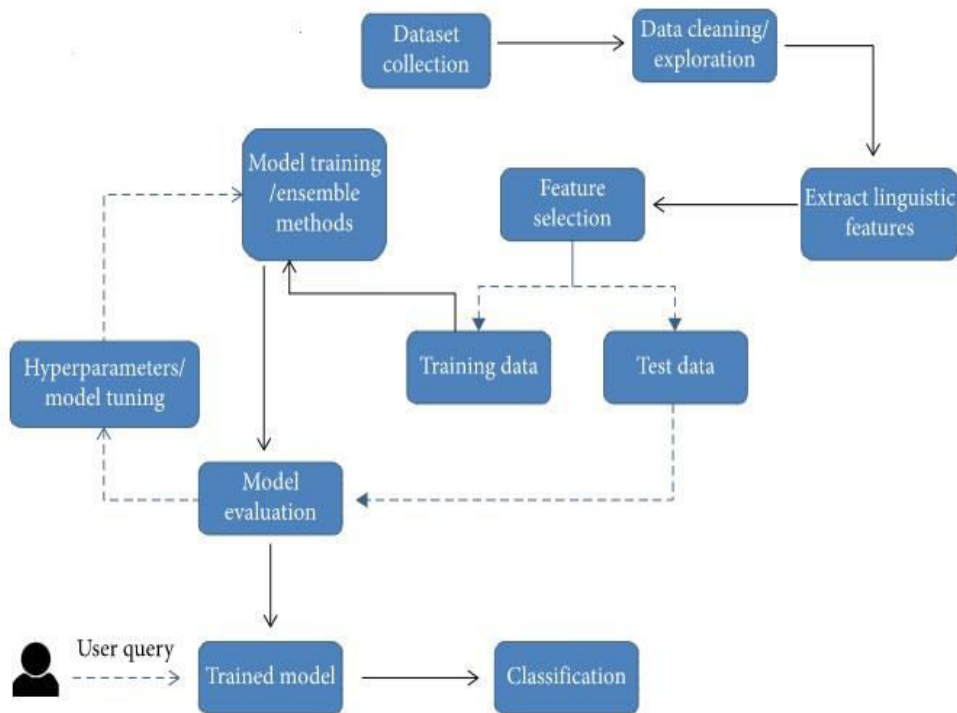 Dataset
collection
Data cleaning/
exploration
Model training
/ensemble
methods
Feature
selection
Extract linguistic
features
Hyperparameters/
model tuning
Training data
Test data
Model
evaluation
User query
Trained model
Classification